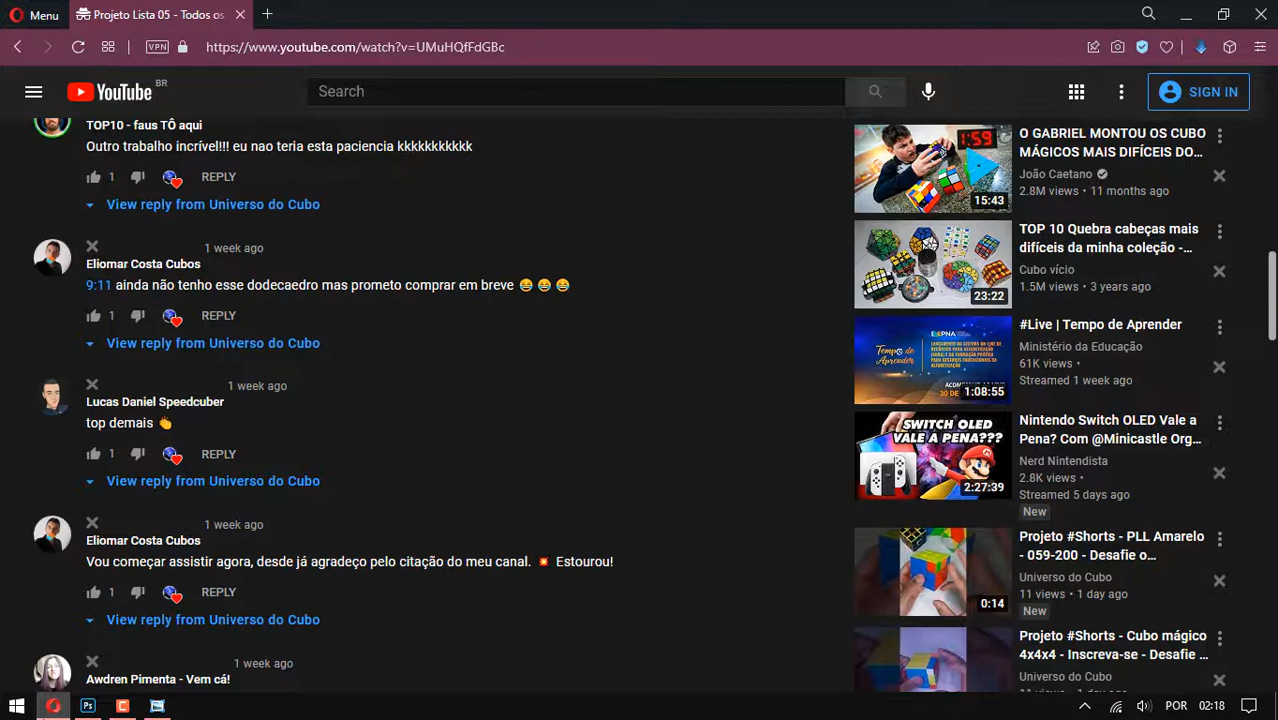 Menu
Projeto Lista 05 - Todos os
VPN
https://www.youtube.com/watch?v=UMuHQfFdGBc
YouTube BR
Search
SIGN IN
TOP10 - faus TÔ aqui
Outro trabalho incrível!!! eu nao teria esta paciencia kkkkkkkkkkk
1
REPLY
View reply from Universo do Cubo
1 week ago
Eliomar Costa Cubos
9:11 ainda não tenho esse dodecaedro mas prometo comprar em breve 😂 😂 😂
1
REPLY
View reply from Universo do Cubo
1 week ago
Lucas Daniel Speedcuber
top demais 👏
1
REPLY
View reply from Universo do Cubo
1 week ago
Eliomar Costa Cubos
Vou começar assistir agora, desde já agradeço pelo citação do meu canal. 💥 Estourou!
1
REPLY
View reply from Universo do Cubo
1 week ago
Awdren Pimenta - Vem cá!
1:59
15:43
O GABRIEL MONTOU OS CUBO
MÁGICOS MAIS DIFÍCEIS DO...
João Caetano
2.8M views • 11 months ago
23:22
TOP 10 Quebra cabeças mais
difíceis da minha coleção -...
Cubo vício
1.5M views • 3 years ago
Tempo de
Aprender
1:08:55
#Live | Tempo de Aprender
Ministério da Educação
61K views •
Streamed 1 week ago
SWITCH OLED
VALE A PENA???
2:27:39
Nintendo Switch OLED Vale a
Pena? Com @Minicastle Org...
Nerd Nintendista
2.8K views •
Streamed 5 days ago
New
0:14
Projeto #Shorts - PLL Amarelo
- 059-200 - Desafie o...
Universo do Cubo
11 views • 1 day ago
New
Projeto #Shorts - Cubo mágico
4x4x4 - Inscreva-se - Desafie ...
Universo do Cubo
Ps
POR
02:18